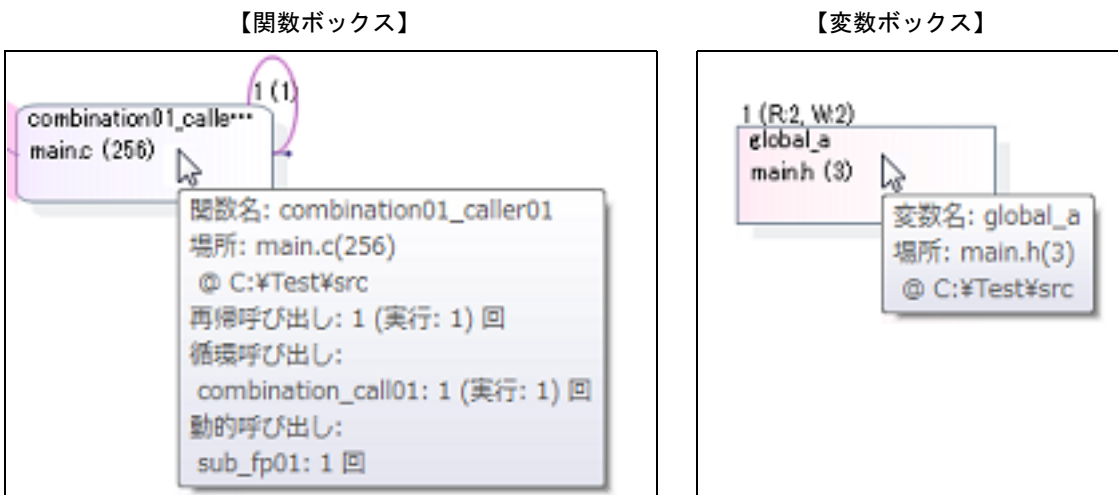 【関数ボックス】
1 (1)
combination01_calle…
main.c (256)
関数名: combination01_caller01
場所: main.c(256)
@ C:¥Test¥src
再帰呼び出し: 1 (実行: 1) 回
循環呼び出し:
combination_call01: 1 (実行: 1) 回
動的呼び出し:
sub_fp01: 1 回
【変数ボックス】
1 (R:2, W:2)
global_a
main.h (3)
変数名: global_a
場所: main.h(3)
@ C:¥Test¥src